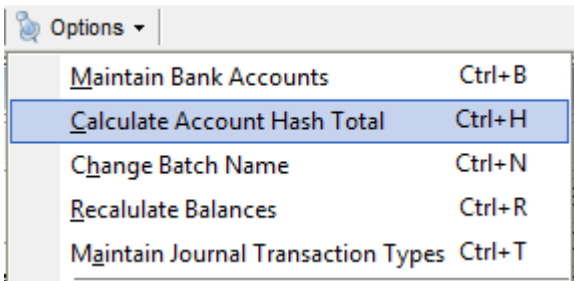 Options
Maintain Bank Accounts Ctrl+B
Calculate Account Hash Total Ctrl+H
Change Batch Name Ctrl+N
Recalulate Balances Ctrl+R
Maintain Journal Transaction Types Ctrl+T